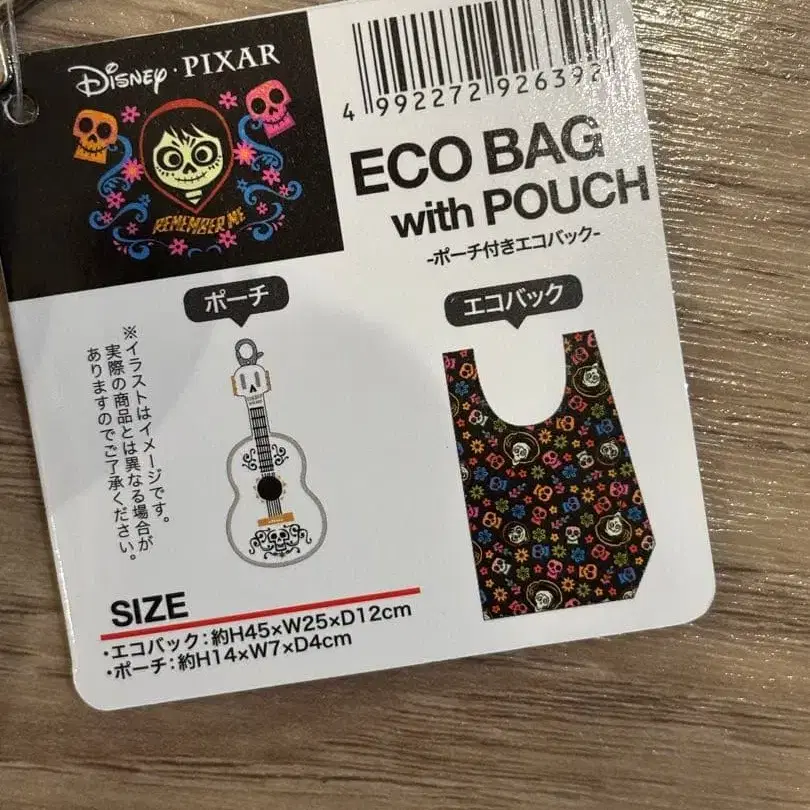 Disney · PIXAR
REMEMBER ME
4 992272 926392
ECO BAG
with POUCH
-ポーチ付きエコバック-
ポーチ
エコバック
※イラストはイメージです。
実際の商品とは異なる場合が
ありますのでご了承ください。
SIZE
・エコバック：約H45×W25×D12cm
・ポーチ：約H14×W7×D4cm